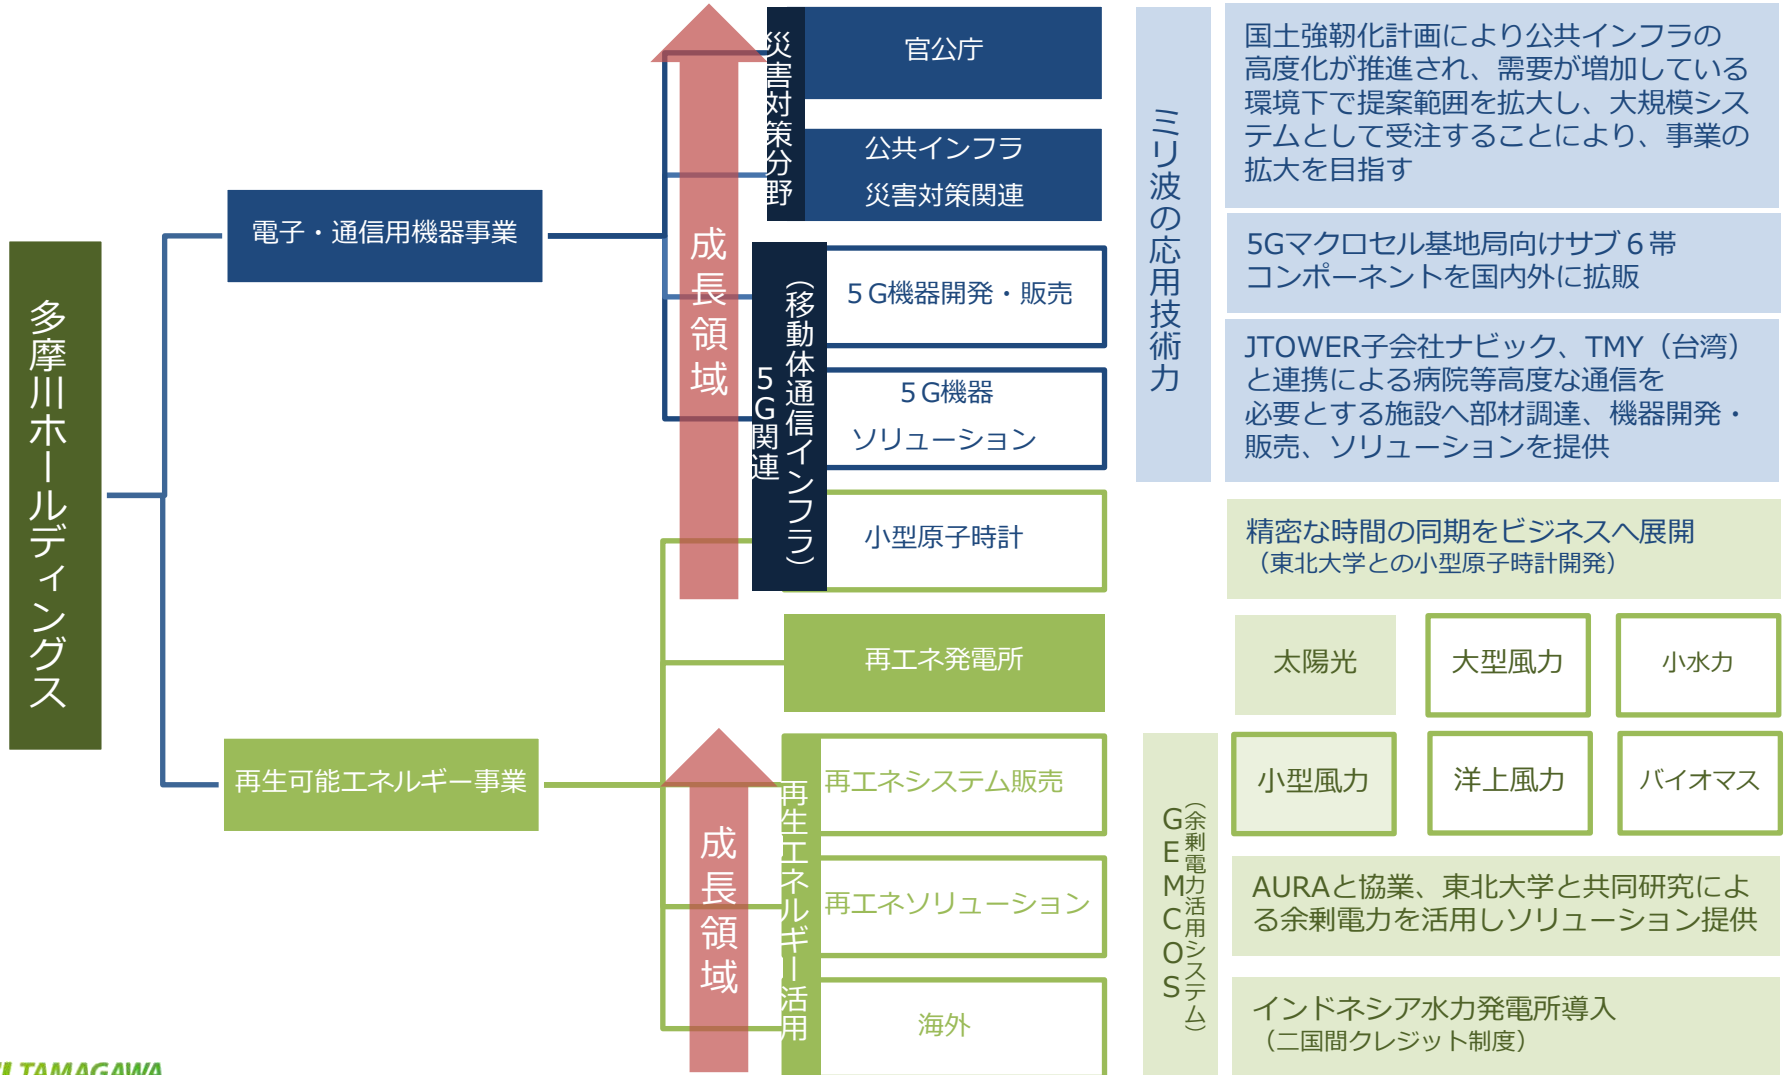 多摩川ホールディングス
電子・通信用機器事業
再生可能エネルギー事業
成長領域
災害対策分野
官公庁
公共インフラ
災害対策関連
(移動体通信インフラ)
5G関連
5G機器開発・販売
5G機器
ソリューション
小型原子時計
再エネ発電所
成長領域
再生エネルギー活用
再エネシステム販売
再エネソリューション
海外
ミリ波の応用技術力
国土強靭化計画により公共インフラの
高度化が推進され、需要が増加している
環境下で提案範囲を拡大し、大規模シス
テムとして受注することにより、事業の
拡大を目指す
5Gマクロセル基地局向けサブ6帯
コンポーネントを国内外に拡販
JTOWER子会社ナビック、TMY(台湾)
と連携による病院等高度な通信を
必要とする施設へ部材調達、機器開発・
販売、ソリューションを提供
精密な時間の同期をビジネスへ展開
(東北大学との小型原子時計開発)
太陽光
大型風力
小水力
小型風力
洋上風力
バイオマス
(余剰電力活用システム)
GEMCOS
AURAと協業、東北大学と共同研究によ
る余剰電力を活用しソリューション提供
インドネシア水力発電所導入
(二国間クレジット制度)
TAMAGAWA